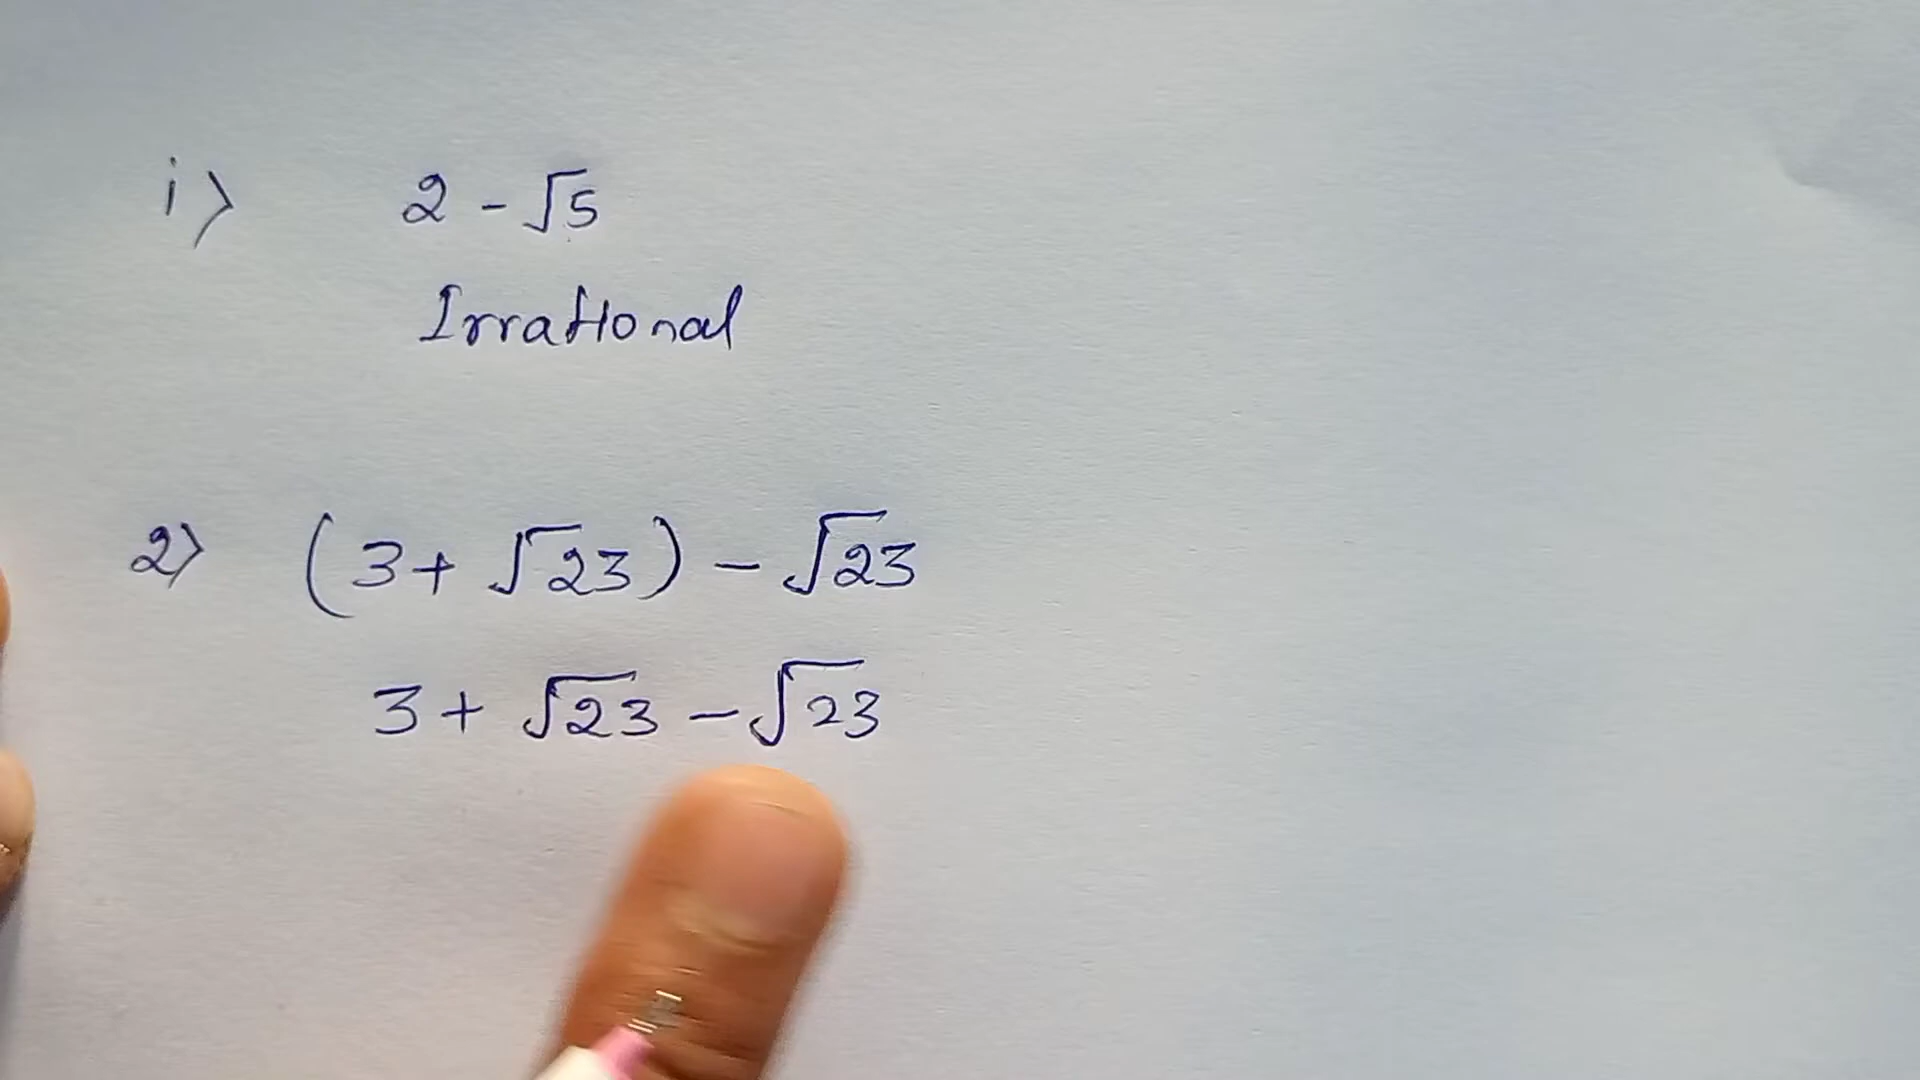 i) 2 - √5
Irrational
2) (3 + √23) - √23
3 + √23 - √23